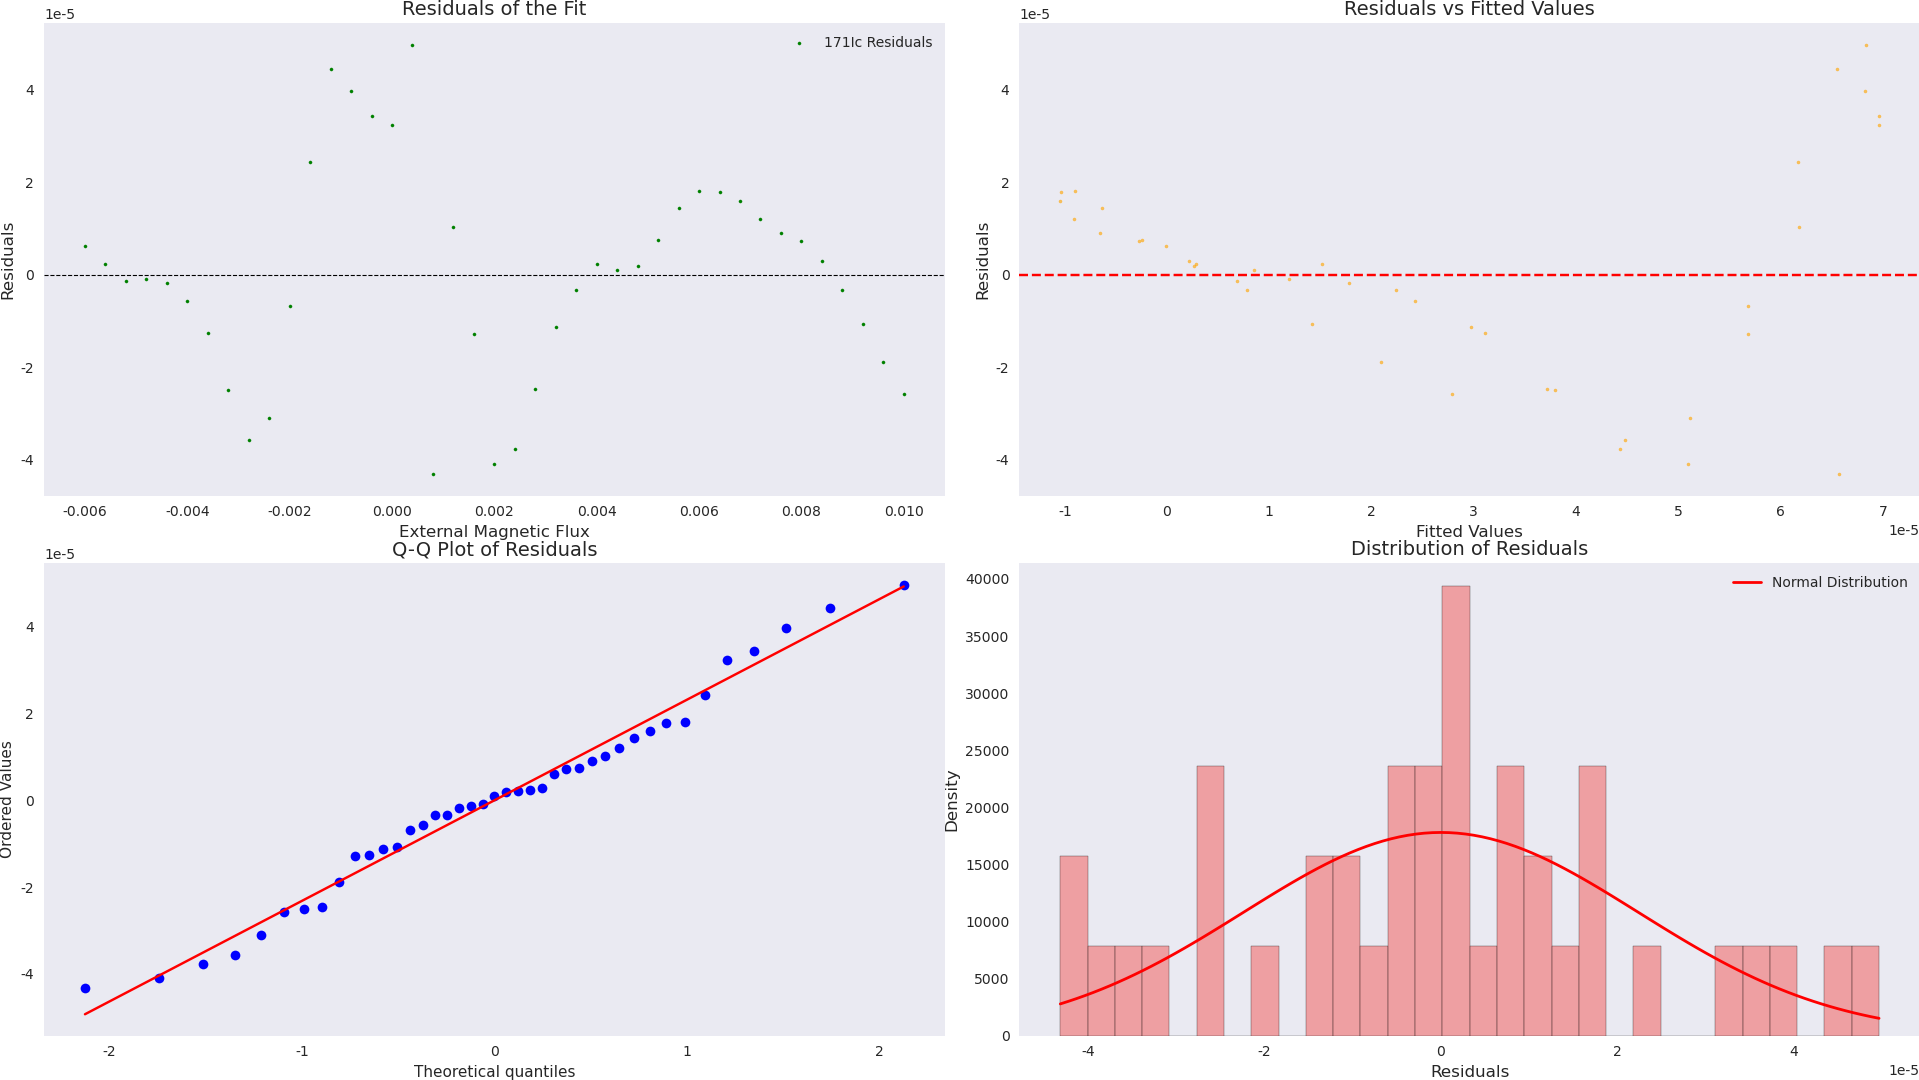 Residuals of the Fit
1e-5
171Ic Residuals
Residuals
4
2
0
-2
-4
-0.006 -0.004 -0.002 0.000 0.002 0.004 0.006 0.008 0.010
External Magnetic Flux
Residuals vs Fitted Values
1e-5
Residuals
4
2
0
-2
-4
-1 0 1 2 3 4 5 6 7
1e-5
Fitted Values
Q-Q Plot of Residuals
1e-5
Ordered Values
4
2
0
-2
-4
-2 -1 0 1 2
Theoretical quantiles
Distribution of Residuals
Normal Distribution
Density
40000
35000
30000
25000
20000
15000
10000
5000
0
-4 -2 0 2 4
1e-5
Residuals